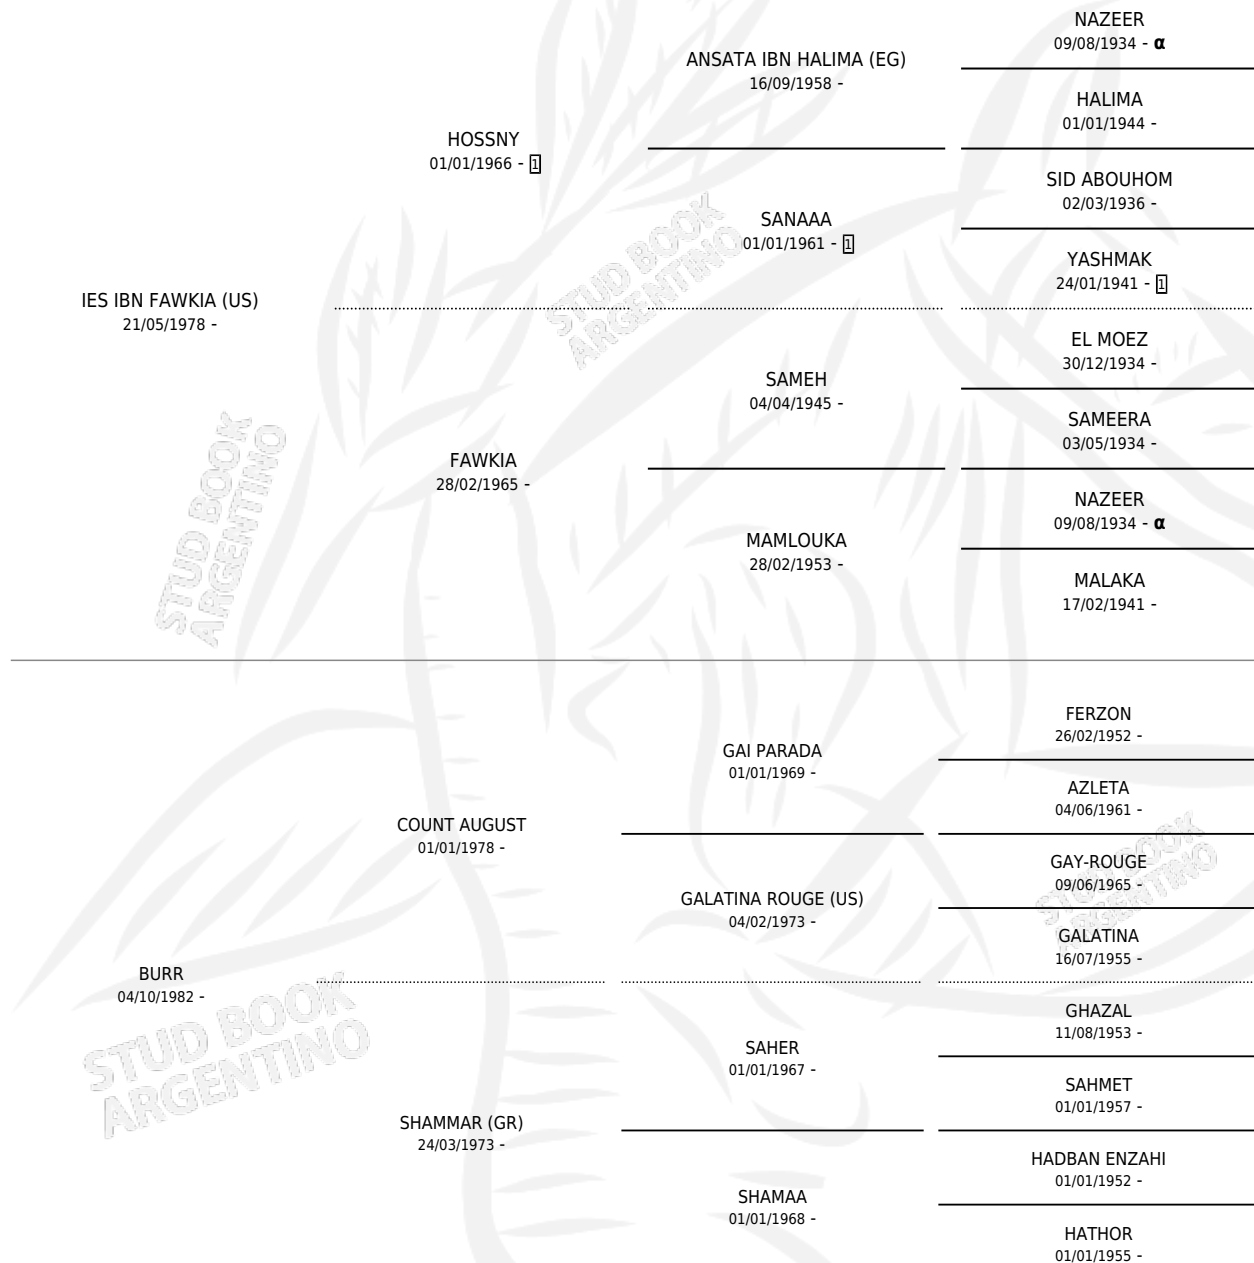 NAZEER
09/08/1934 - α
ANSATA IBN HALIMA (EG)
16/09/1958 -
HALIMA
01/01/1944 -
HOSSNY
01/01/1966 - 1
SID ABOUHOM
02/03/1936 -
SANAAA
01/01/1961 - 1
YASHMAK
24/01/1941 - 1
IES IBN FAWKIA (US)
21/05/1978 -
EL MOEZ
30/12/1934 -
SAMEH
04/04/1945 -
SAMEERA
03/05/1934 -
FAWKIA
28/02/1965 -
NAZEER
09/08/1934 - α
MAMLOUKA
28/02/1953 -
MALAKA
17/02/1941 -
STUD BOOK
ARGENTINO
STUD BOOK
ARGENTINO
FERZON
26/02/1952 -
GAI PARADA
01/01/1969 -
AZLETA
04/06/1961 -
COUNT AUGUST
01/01/1978 -
GAY-ROUGE
09/06/1965 -
GALATINA ROUGE (US)
04/02/1973 -
GALATINA
16/07/1955 -
BURR
04/10/1982 -
GHAZAL
11/08/1953 -
SAHER
01/01/1967 -
SAHMET
01/01/1957 -
SHAMMAR (GR)
24/03/1973 -
HADBAN ENZAHI
01/01/1952 -
SHAMAA
01/01/1968 -
HATHOR
01/01/1955 -
STUD BOOK
ARGENTINO
STUD BOOK
ARGENTINO